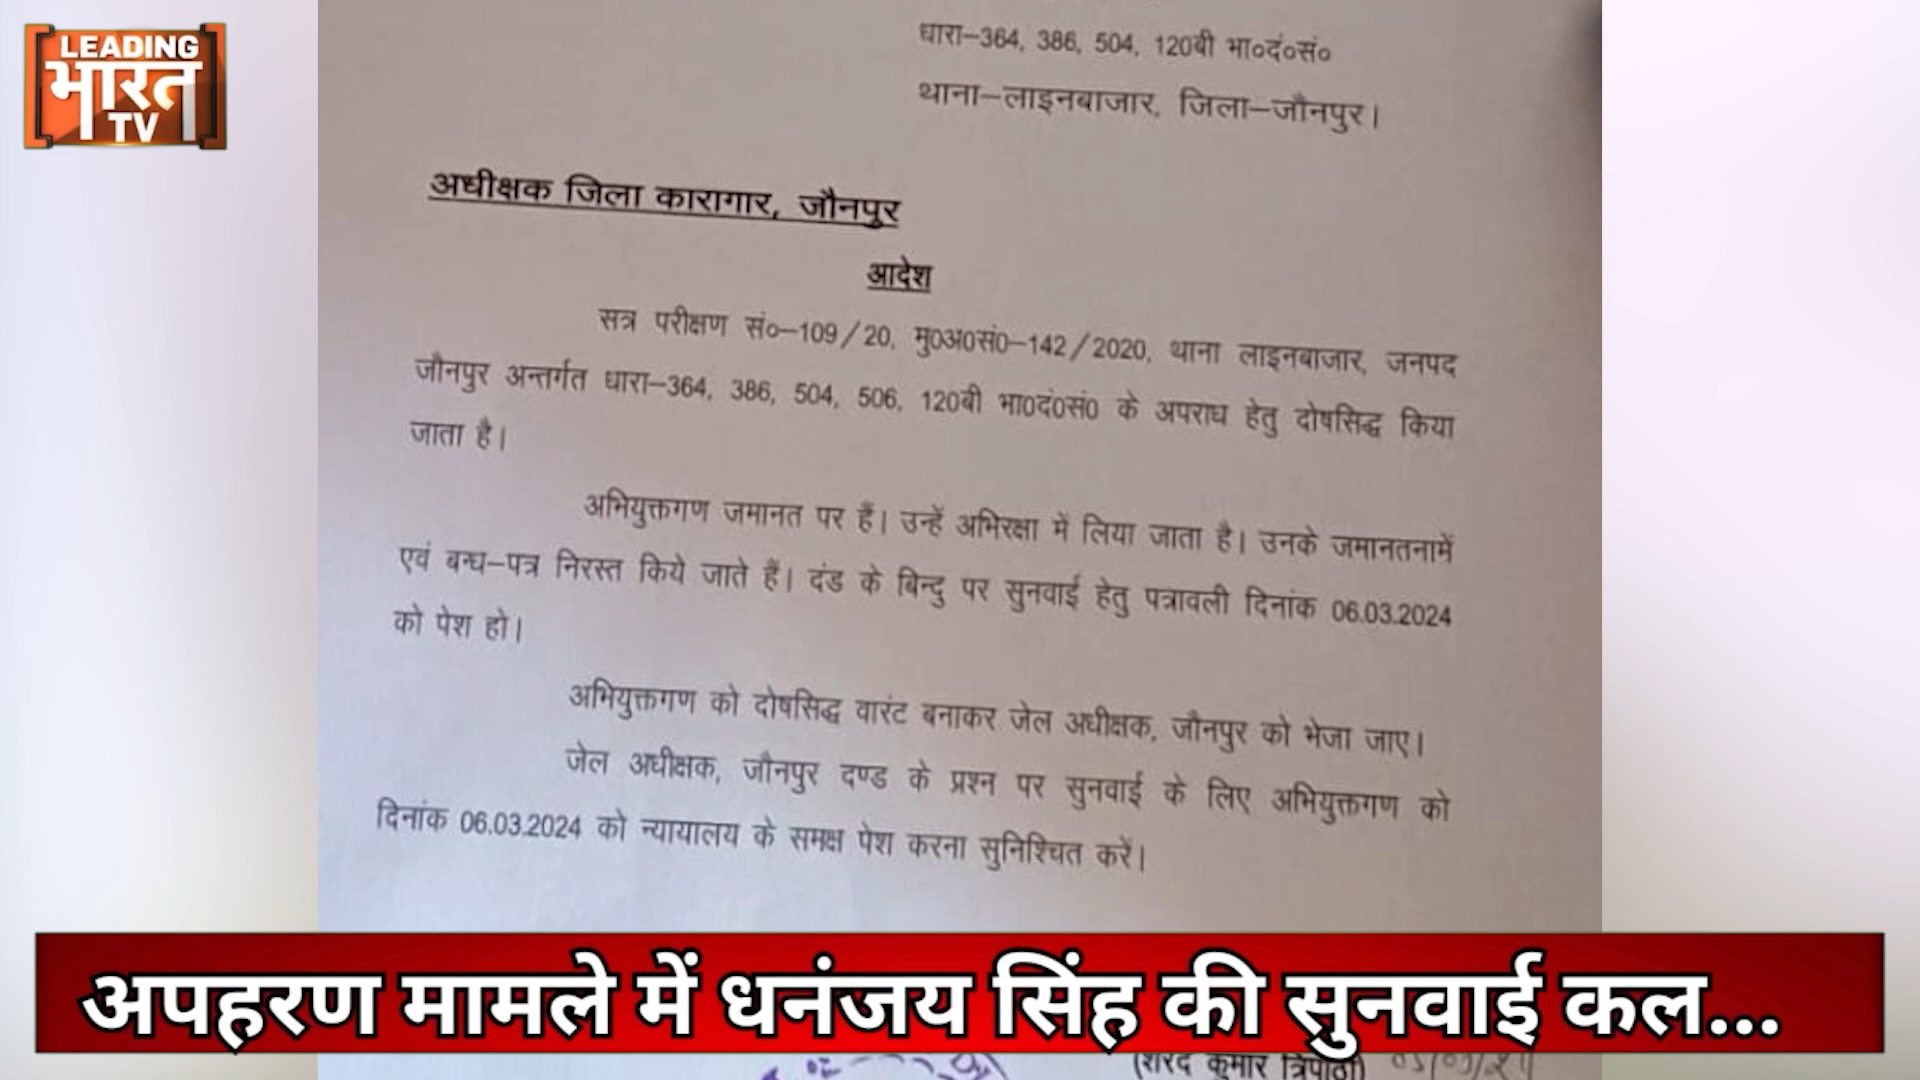 LEADING
भारत
TV
धारा–364, 386, 504, 120बी भा०दं०सं०
थाना–लाइनबाजार, जिला–जौनपुर।
अधीक्षक जिला कारागार, जौनपुर
आदेश
सत्र परीक्षण सं०–109/20, मु0अ0सं0–142/2020, थाना लाइनबाजार, जनपद
जौनपुर अन्तर्गत धारा–364, 386, 504, 506, 120बी भा0दं0सं0 के अपराध हेतु दोषसिद्ध किया
जाता है।
अभियुक्तगण जमानत पर हैं। उन्हें अभिरक्षा में लिया जाता है। उनके जमानतनामें
एवं बन्ध–पत्र निरस्त किये जाते हैं। दंड के बिन्दु पर सुनवाई हेतु पत्रावली दिनांक 06.03.2024
को पेश हो।
अभियुक्तगण को दोषसिद्ध वारंट बनाकर जेल अधीक्षक, जौनपुर को भेजा जाए।
जेल अधीक्षक, जौनपुर दण्ड के प्रश्न पर सुनवाई के लिए अभियुक्तगण को
दिनांक 06.03.2024 को न्यायालय के समक्ष पेश करना सुनिश्चित करें।
अपहरण मामले में धनंजय सिंह की सुनवाई कल...
(शरद कुमार त्रिपाठी)